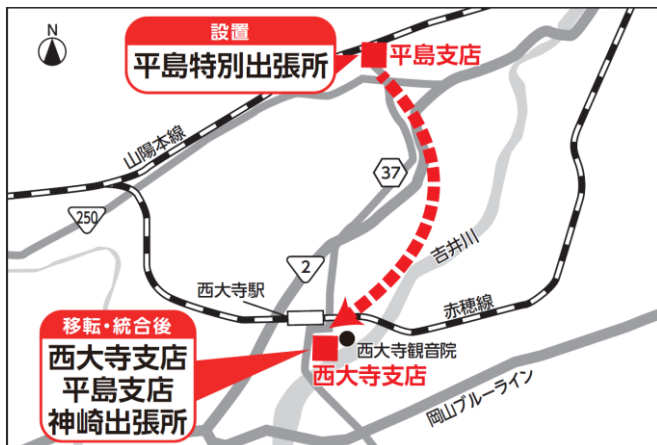 N
設置
平島特別出張所
平島支店
山陽本線
37
250
吉井川
2
西大寺駅
赤穂線
移転・統合後
西大寺支店
平島支店
神崎出張所
西大寺観音院
西大寺支店
岡山ブルーライン